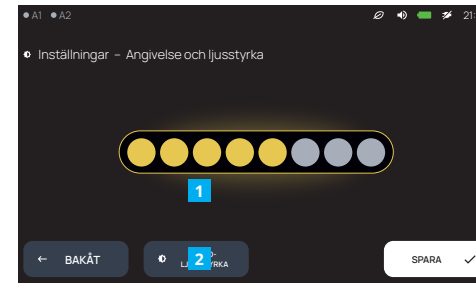 A1 A2 21:
Inställningar – Angivelse och ljusstyrka
1
← BAKÅT
2
SPARA